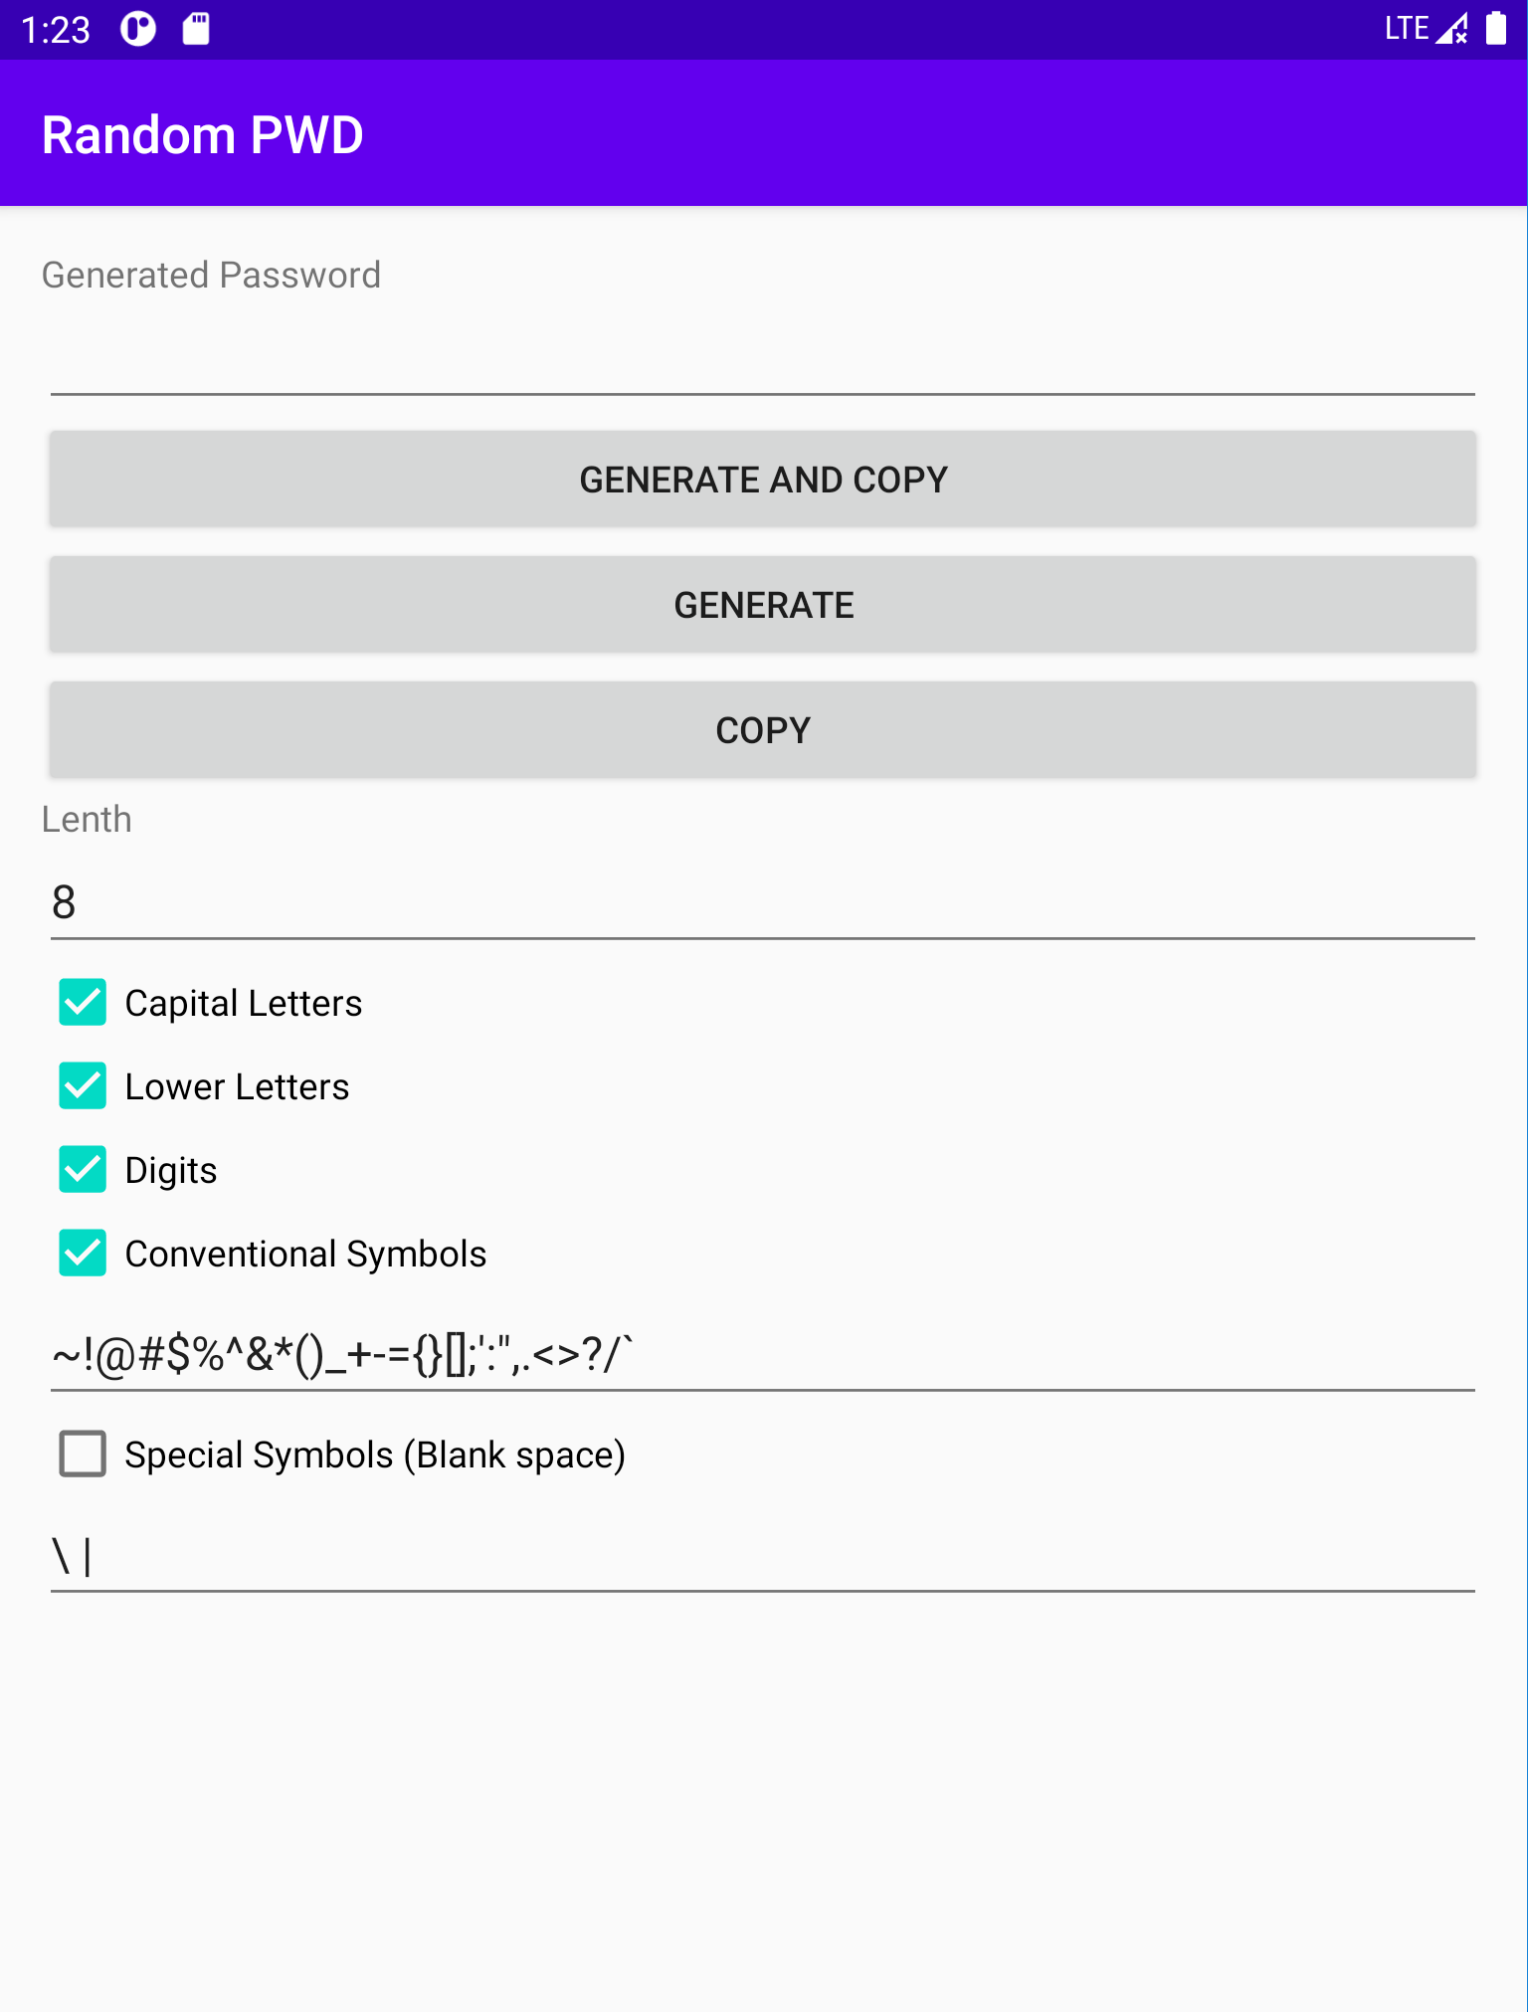 1:23 LTE
Random PWD
Generated Password
GENERATE AND COPY
GENERATE
COPY
Lenth
8
Capital Letters
Lower Letters
Digits
Conventional Symbols
~!@#$%^&*()_+-={}[];':",.<>?/`
Special Symbols (Blank space)
\ |